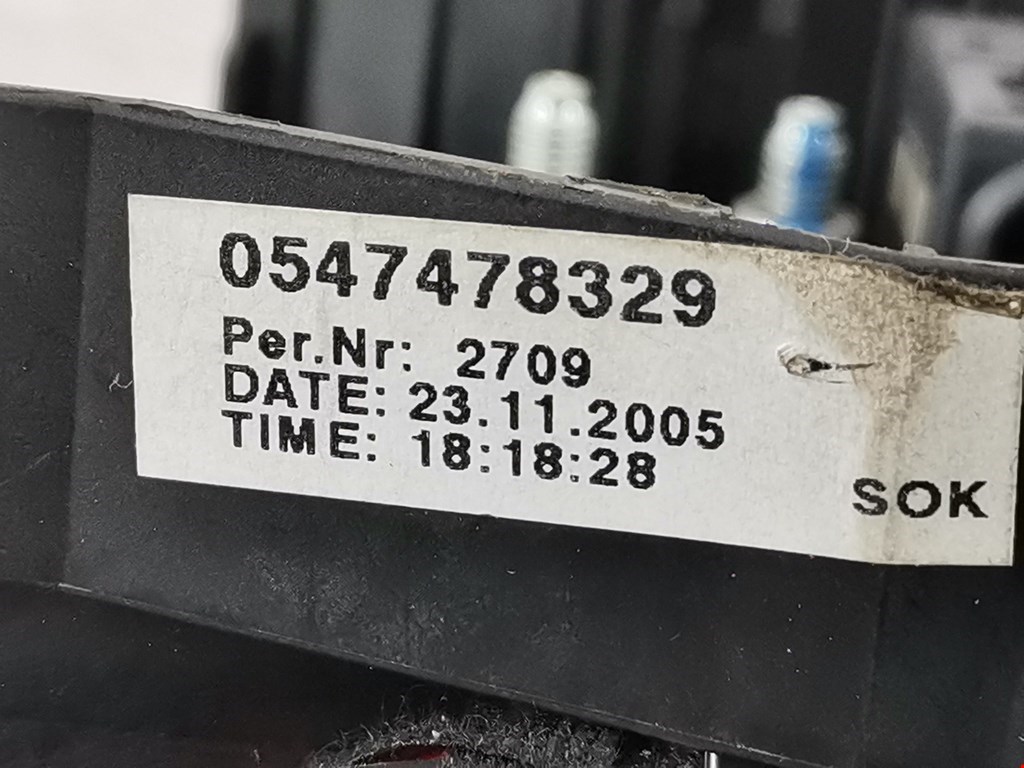 0547478329
Per.Nr: 2709
DATE: 23.11.2005
TIME: 18:18:28
SOK